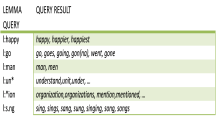 LEMMA QUERY RESULT
QUERY
l:happy happy, happier, happiest
l:go go, goes, going, gon(na), went, gone
l:man man, men
l:un* understand,unit,under, ...
l:*ion organization,organizations, mention,mentioned, ...
l:s.ng sing, sings, sang, sung, singing, song, songs